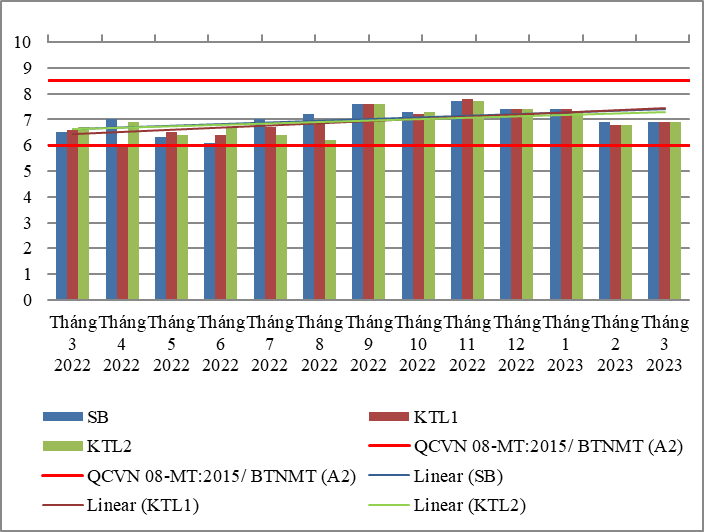 10
9
8
7
6
5
4
3
2
1
0
Tháng Tháng Tháng Tháng Tháng Tháng Tháng Tháng Tháng Tháng Tháng Tháng Tháng
3 4 5 6 7 8 9 10 11 12 1 2 3
2022 2022 2022 2022 2022 2022 2022 2022 2022 2022 2023 2023 2023
SB KTL1
KTL2 QCVN 08-MT:2015/ BTNMT (A2)
QCVN 08-MT:2015/ BTNMT (A2) Linear (SB)
Linear (KTL1) Linear (KTL2)